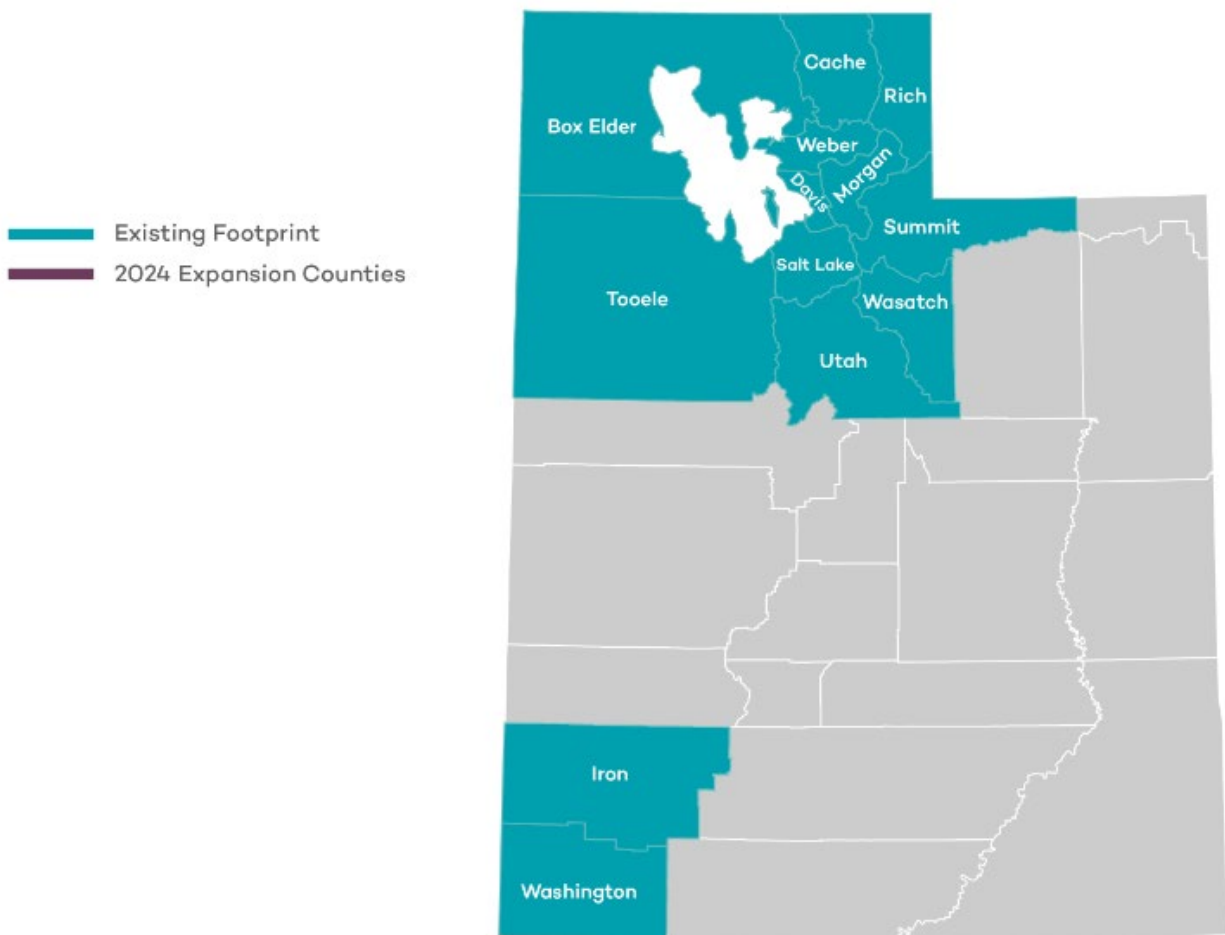 Existing Footprint
2024 Expansion Counties
Cache
Rich
Box Elder
Weber
Morgan
Davis
Summit
Salt Lake
Tooele
Wasatch
Utah
Iron
Washington